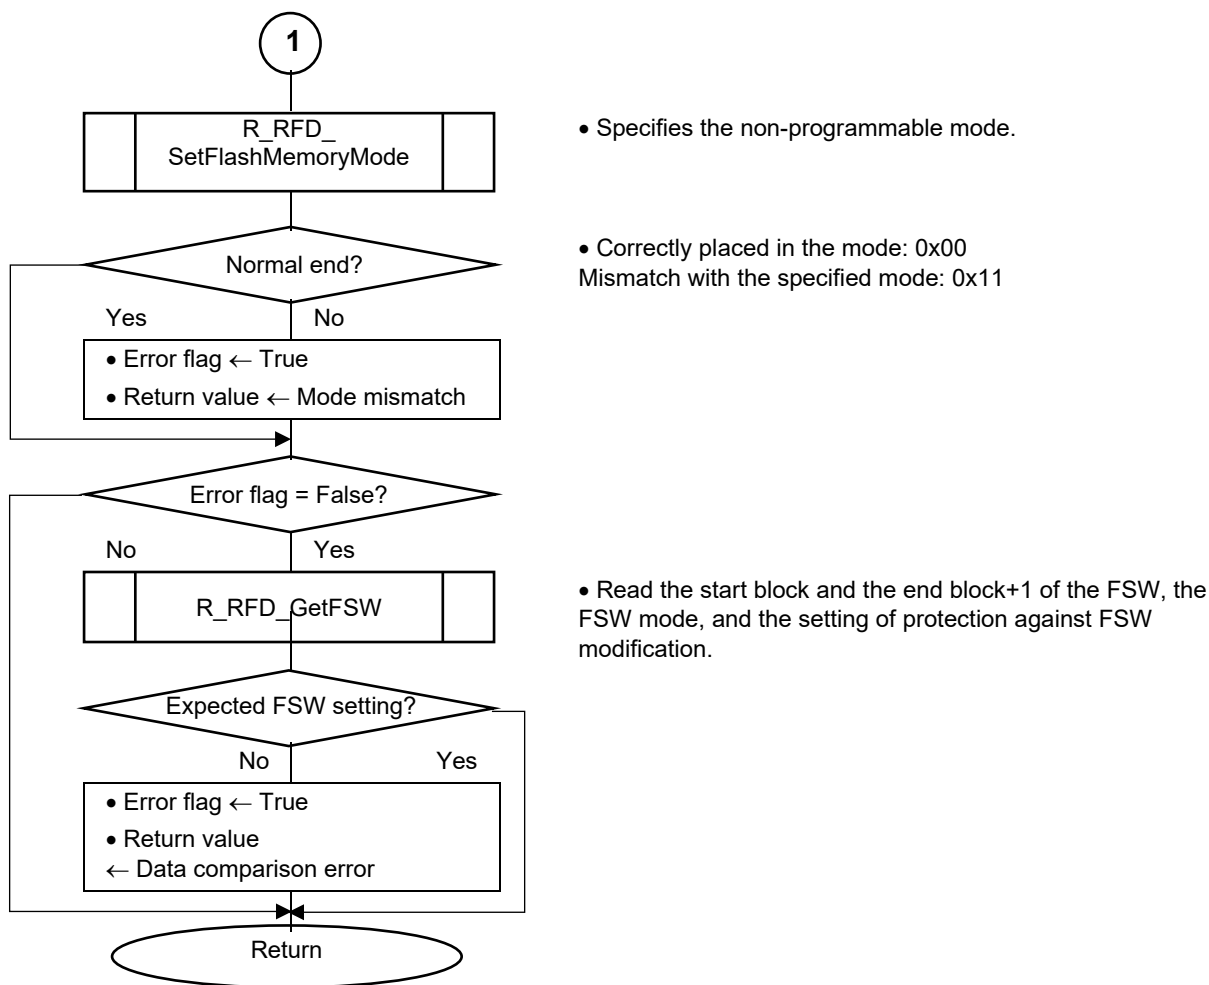 1
R_RFD_
SetFlashMemoryMode
• Specifies the non-programmable mode.
Normal end?
• Correctly placed in the mode: 0x00
Mismatch with the specified mode: 0x11
Yes
No
• Error flag ← True
• Return value ← Mode mismatch
Error flag = False?
No
Yes
R_RFD_GetFSW
• Read the start block and the end block+1 of the FSW, the
FSW mode, and the setting of protection against FSW
modification.
Expected FSW setting?
No
Yes
• Error flag ← True
• Return value
← Data comparison error
Return